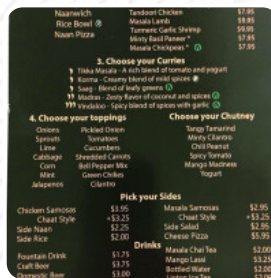 Naanwich
Rice Bowl
Naan Pizza
Tandoori Chicken $7.95
Masala Lamb $9.95
Turmeric Garlic Shrimp $9.95
Minty Basil Paneer * $7.95
Masala Chickpeas * $7.95
3. Choose your Curries
Tikka Masala - A rich blend of tomato and yogurt
Korma - Creamy blend of mild spices
Saag - Blend of leafy greens
Madras - Zesty flavor of coconut and spices
Vindaloo - Spicy blend of spices with garlic
4. Choose your toppings
Onions Pickled Onion
Sprouts Tomatoes
Lime Cucumbers
Cabbage Shredded Carrots
Corn Bell Pepper Mix
Mint Green Chilies
Jalapenos Cilantro
Choose your Chutney
Tangy Tamarind
Minty Cilantro
Chili Peanut
Spicy Tomato
Mango Madness
Yogurt
Pick your Sides
Chicken Samosas $3.95
Chaat Style +$3.25
Side Naan $2.25
Side Rice $2.00
Masala Samosas $2.95
Chaat Style +$3.25
Side Salad $2.95
Cheese Pizza $5.95
Drinks
Fountain Drink $1.75
Craft Beer $3.75
Domestic Beer $3.00
Masala Chai Tea $2.00
Mango Lassi $3.25
Bottled Water